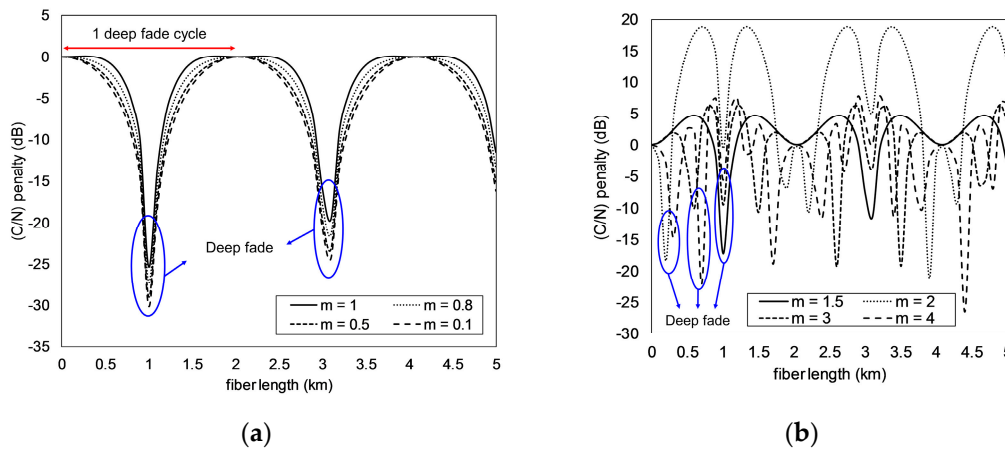 5
0
-5
-10
-15
-20
-25
-30
-35
(C/N) penalty (dB)
1 deep fade cycle
Deep fade
m = 1
m = 0.8
m = 0.5
m = 0.1
0 0.5 1 1.5 2 2.5 3 3.5 4 4.5 5
fiber length (km)
(a)
20
15
10
5
0
-5
-10
-15
-20
-25
-30
(C/N) penalty (dB)
Deep fade
m = 1.5
m = 2
m = 3
m = 4
0 0.5 1 1.5 2 2.5 3 3.5 4 4.5 5
fiber length (km)
(b)